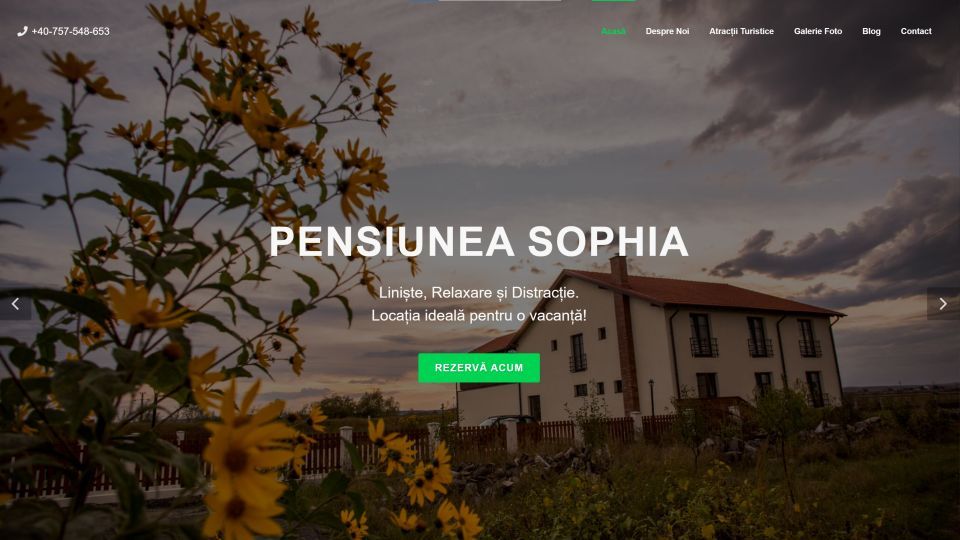 +40-757-548-653
Acasă Despre Noi Atracții Turistice Galerie Foto Blog Contact
PENSIUNEA SOPHIA
Liniște, Relaxare și Distracție.
Locația ideală pentru o vacanță!
REZERVĂ ACUM